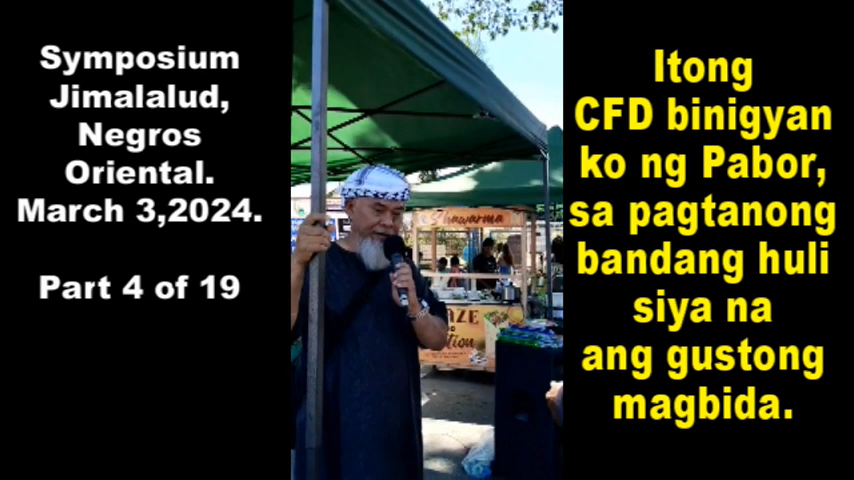 Symposium
Jimalalud,
Negros
Oriental.
March 3,2024.
Part 4 of 19
Itong
CFD binigyan
ko ng Pabor,
sa pagtanong
bandang huli
siya na
ang gustong
magbida.
Shawarma